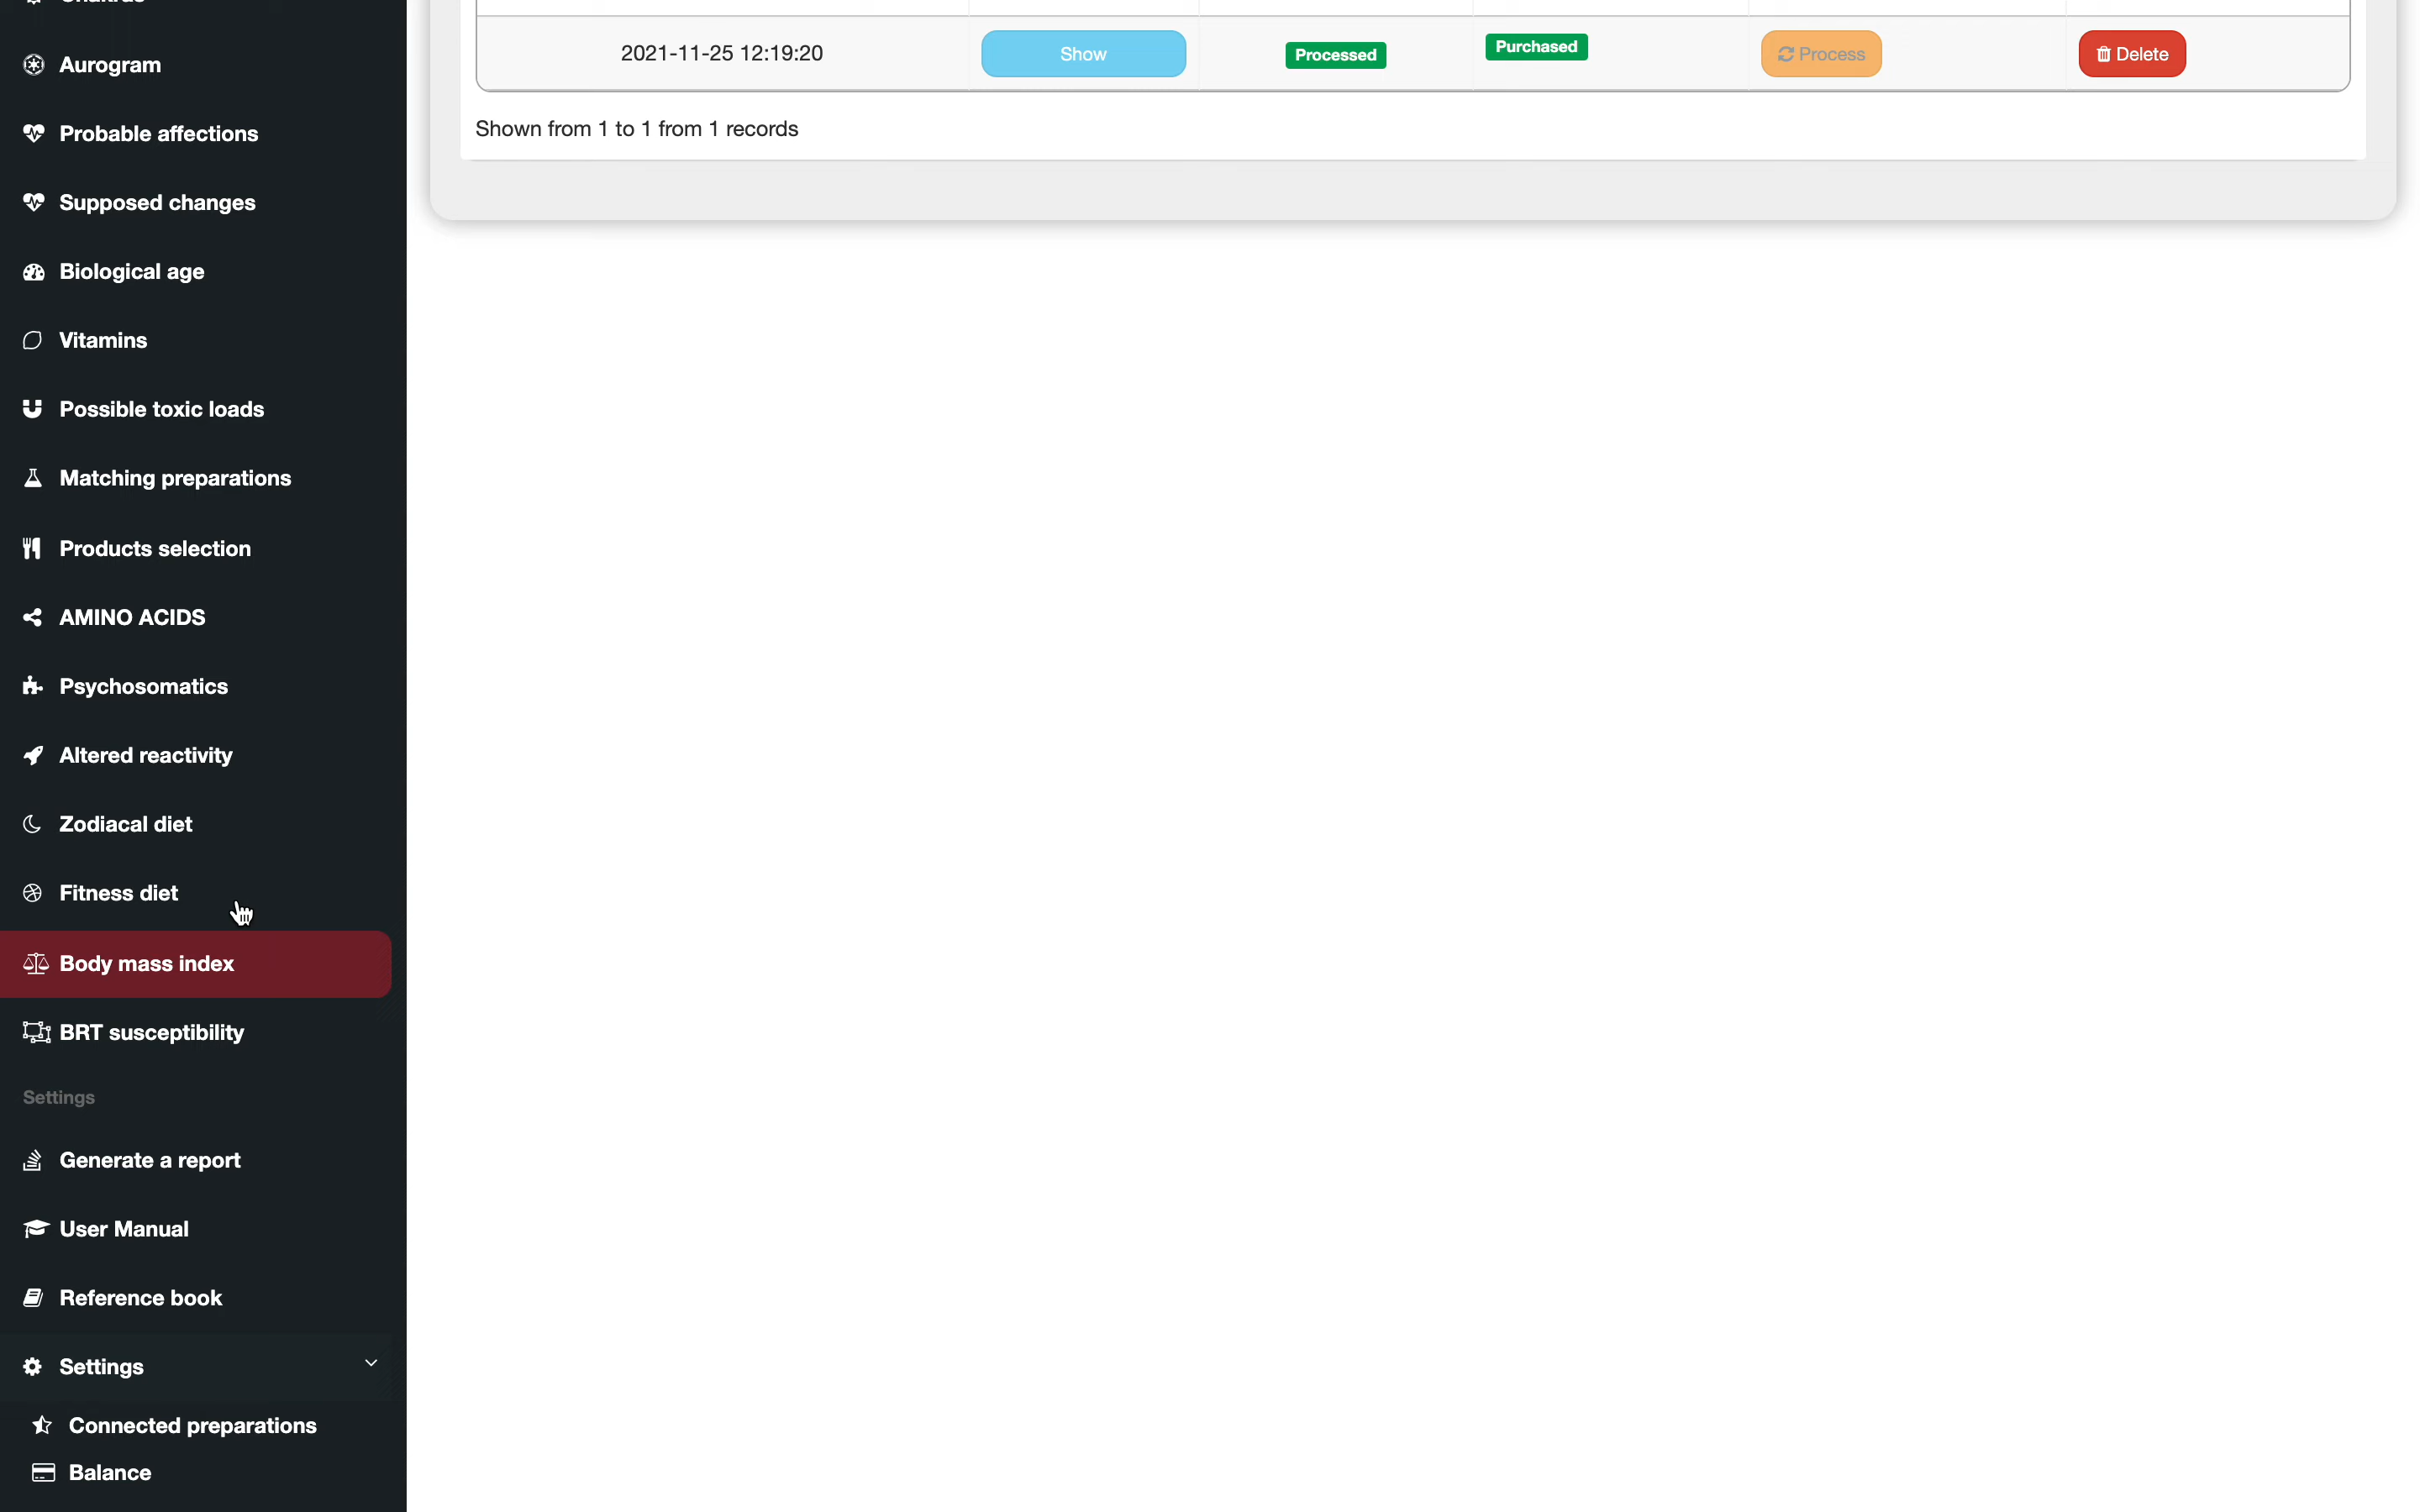 Aurogram
Probable affections
Supposed changes
Biological age
Vitamins
Possible toxic loads
Matching preparations
Products selection
AMINO ACIDS
Psychosomatics
Altered reactivity
Zodiacal diet
Fitness diet
Body mass index
BRT susceptibility
Settings
Generate a report
User Manual
Reference book
Settings
Connected preparations
Balance
2021-11-25 12:19:20 Show Processed Purchased Process Delete
Shown from 1 to 1 from 1 records